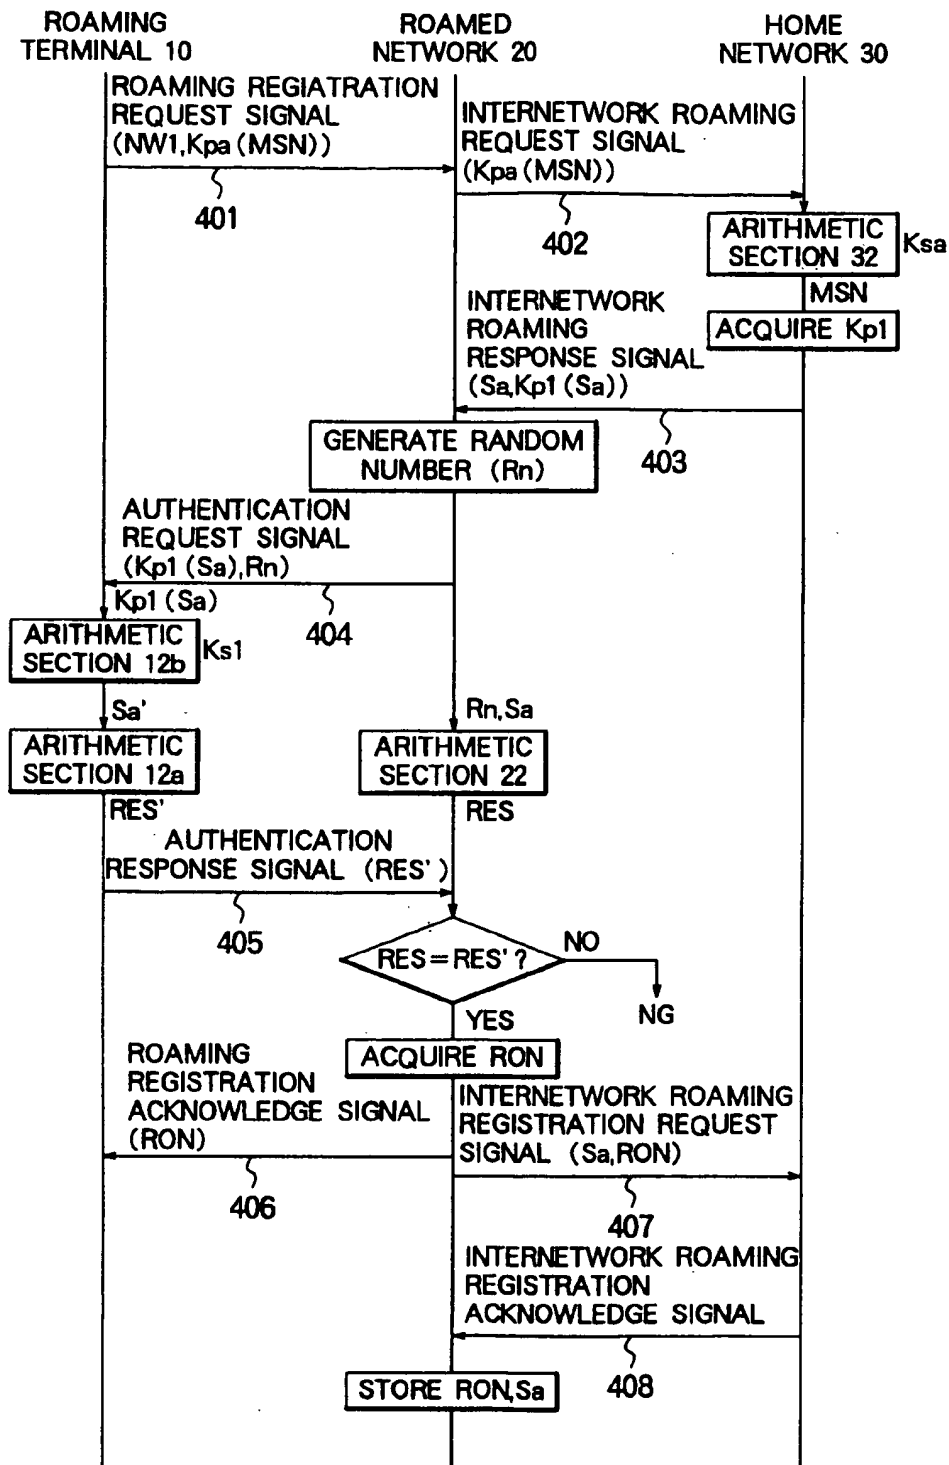 ROAMING
TERMINAL 10
ROAMED
NETWORK 20
HOME
NETWORK 30
ROAMING REGIATRATION
REQUEST SIGNAL
(NW1,Kpa(MSN))
401
INTERNETWORK ROAMING
REQUEST SIGNAL
(Kpa(MSN))
402
ARITHMETIC
SECTION 32
Ksa
MSN
ACQUIRE Kp1
INTERNETWORK
ROAMING
RESPONSE SIGNAL
(Sa,Kp1(Sa))
403
GENERATE RANDOM
NUMBER (Rn)
AUTHENTICATION
REQUEST SIGNAL
(Kp1(Sa),Rn)
404
Kp1(Sa)
ARITHMETIC
SECTION 12b
Ks1
Sa'
ARITHMETIC
SECTION 12a
RES'
Rn,Sa
ARITHMETIC
SECTION 22
RES
AUTHENTICATION
RESPONSE SIGNAL (RES')
405
RES=RES'?
NO
NG
YES
ACQUIRE RON
ROAMING
REGISTRATION
ACKNOWLEDGE SIGNAL
(RON)
406
INTERNETWORK ROAMING
REGISTRATION REQUEST
SIGNAL (Sa,RON)
407
INTERNETWORK ROAMING
REGISTRATION
ACKNOWLEDGE SIGNAL
408
STORE RON,Sa